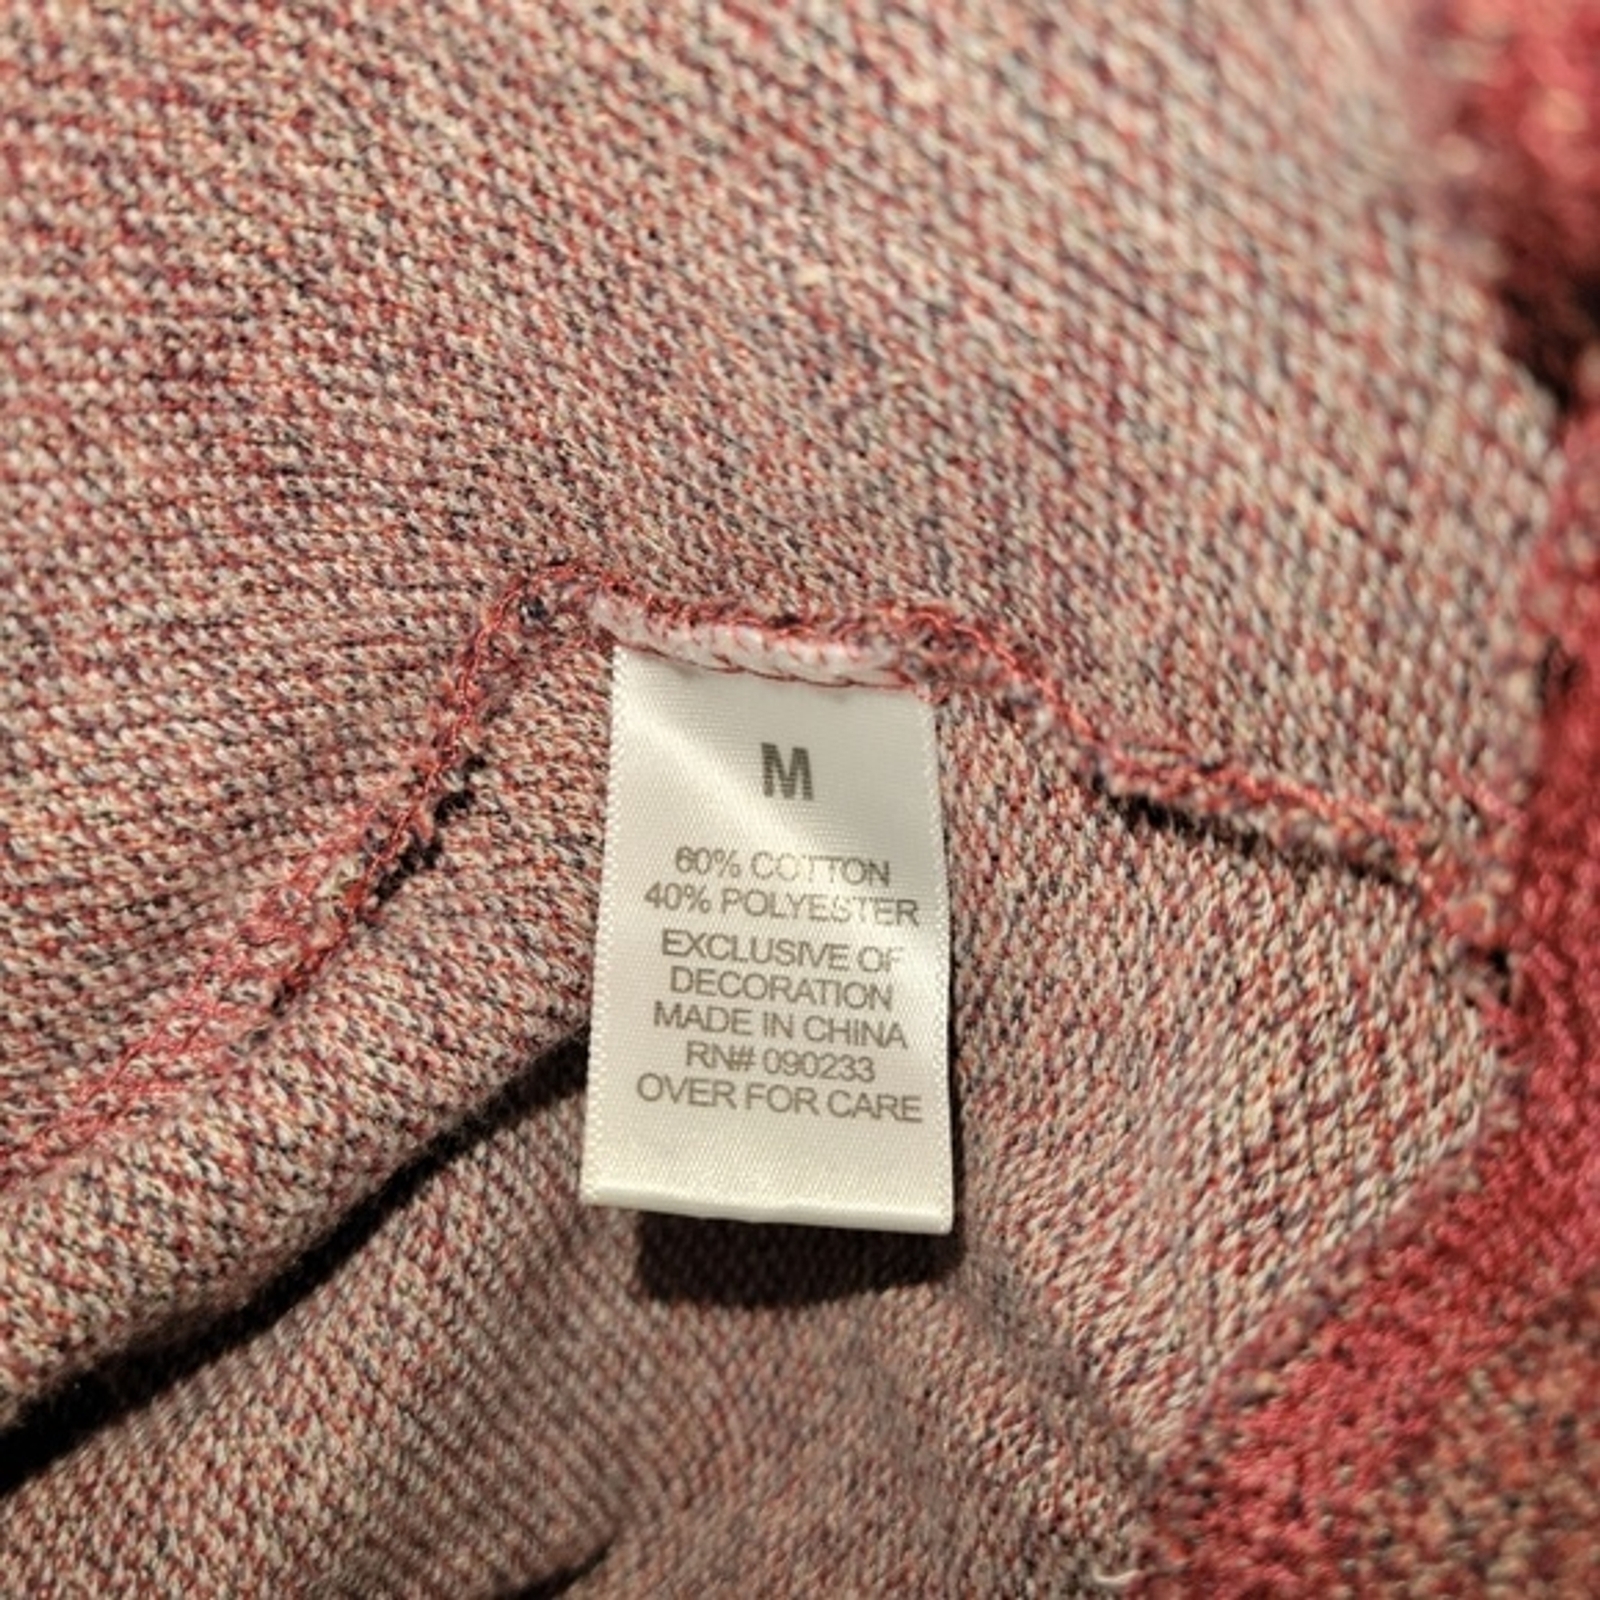 M
60% COTTON
40% POLYESTER
EXCLUSIVE OF
DECORATION
MADE IN CHINA
RN# 090233
OVER FOR CARE